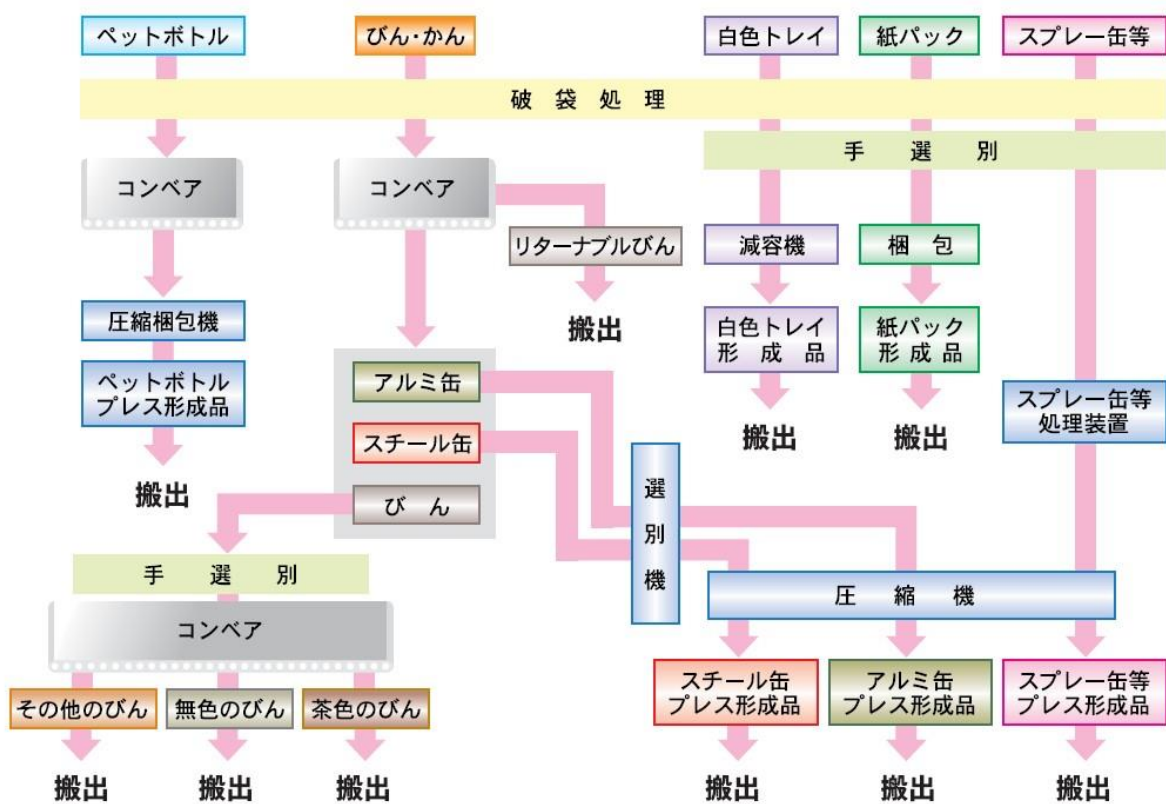 ペットボトル
びん・かん
白色トレイ
紙パック
スプレー缶等
破袋処理
手選別
コンベア
コンベア
リターナブルびん
減容機
梱包
搬出
圧縮梱包機
白色トレイ
形成品
紙パック
形成品
ペットボトル
プレス形成品
アルミ缶
スプレー缶等
処理装置
搬出
搬出
スチール缶
搬出
びん
選別機
手選別
圧縮機
コンベア
スチール缶
プレス形成品
アルミ缶
プレス形成品
スプレー缶等
プレス形成品
その他のびん
無色のびん
茶色のびん
搬出
搬出
搬出
搬出
搬出
搬出